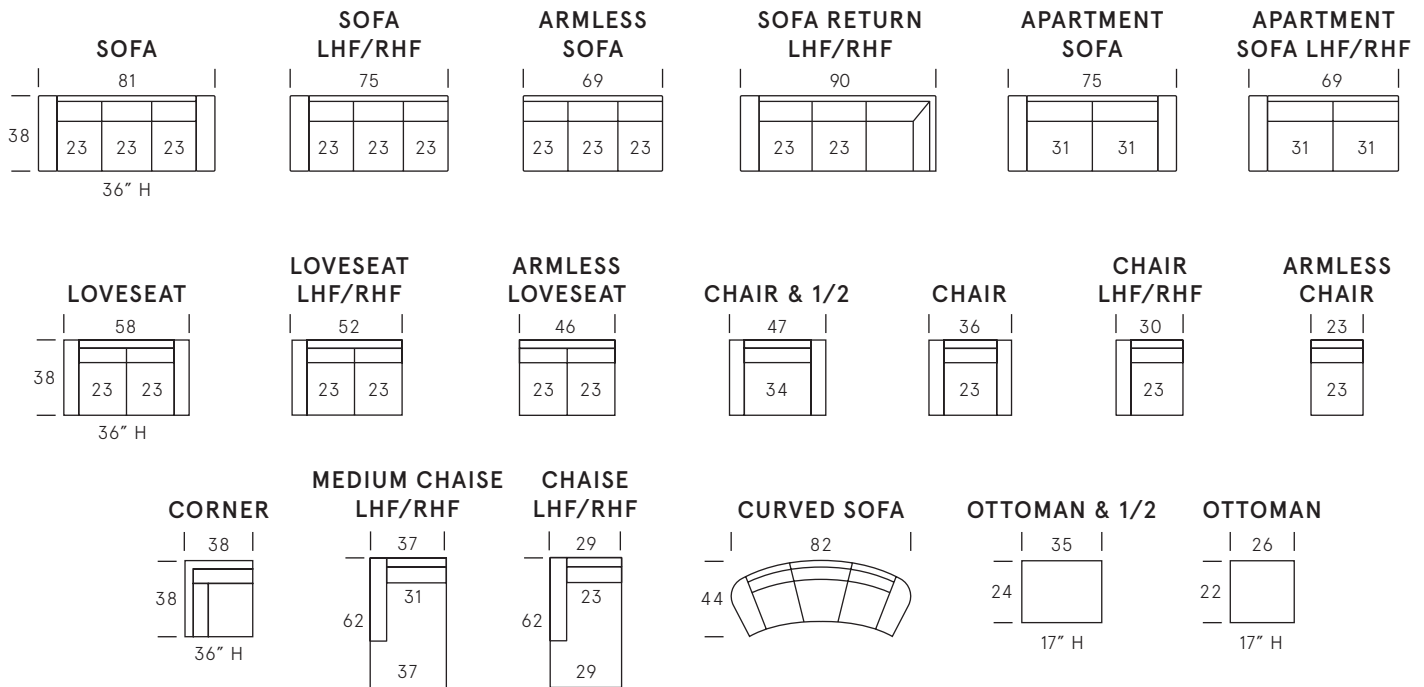 SOFA
81
38
23 23 23
36" H
SOFA
LHF/RHF
75
23 23 23
ARMLESS
SOFA
69
23 23 23
SOFA RETURN
LHF/RHF
90
23 23
APARTMENT
SOFA
75
31 31
APARTMENT
SOFA LHF/RHF
69
31 31
LOVESEAT
58
38
23 23
36" H
LOVESEAT
LHF/RHF
52
23 23
ARMLESS
LOVESEAT
46
23 23
CHAIR & 1/2
47
34
CHAIR
36
23
CHAIR
LHF/RHF
30
23
ARMLESS
CHAIR
23
23
CORNER
38
38
36" H
MEDIUM CHAISE
LHF/RHF
37
31
62
37
CHAISE
LHF/RHF
29
23
62
29
CURVED SOFA
82
44
OTTOMAN & 1/2
35
24
17" H
OTTOMAN
26
22
17" H